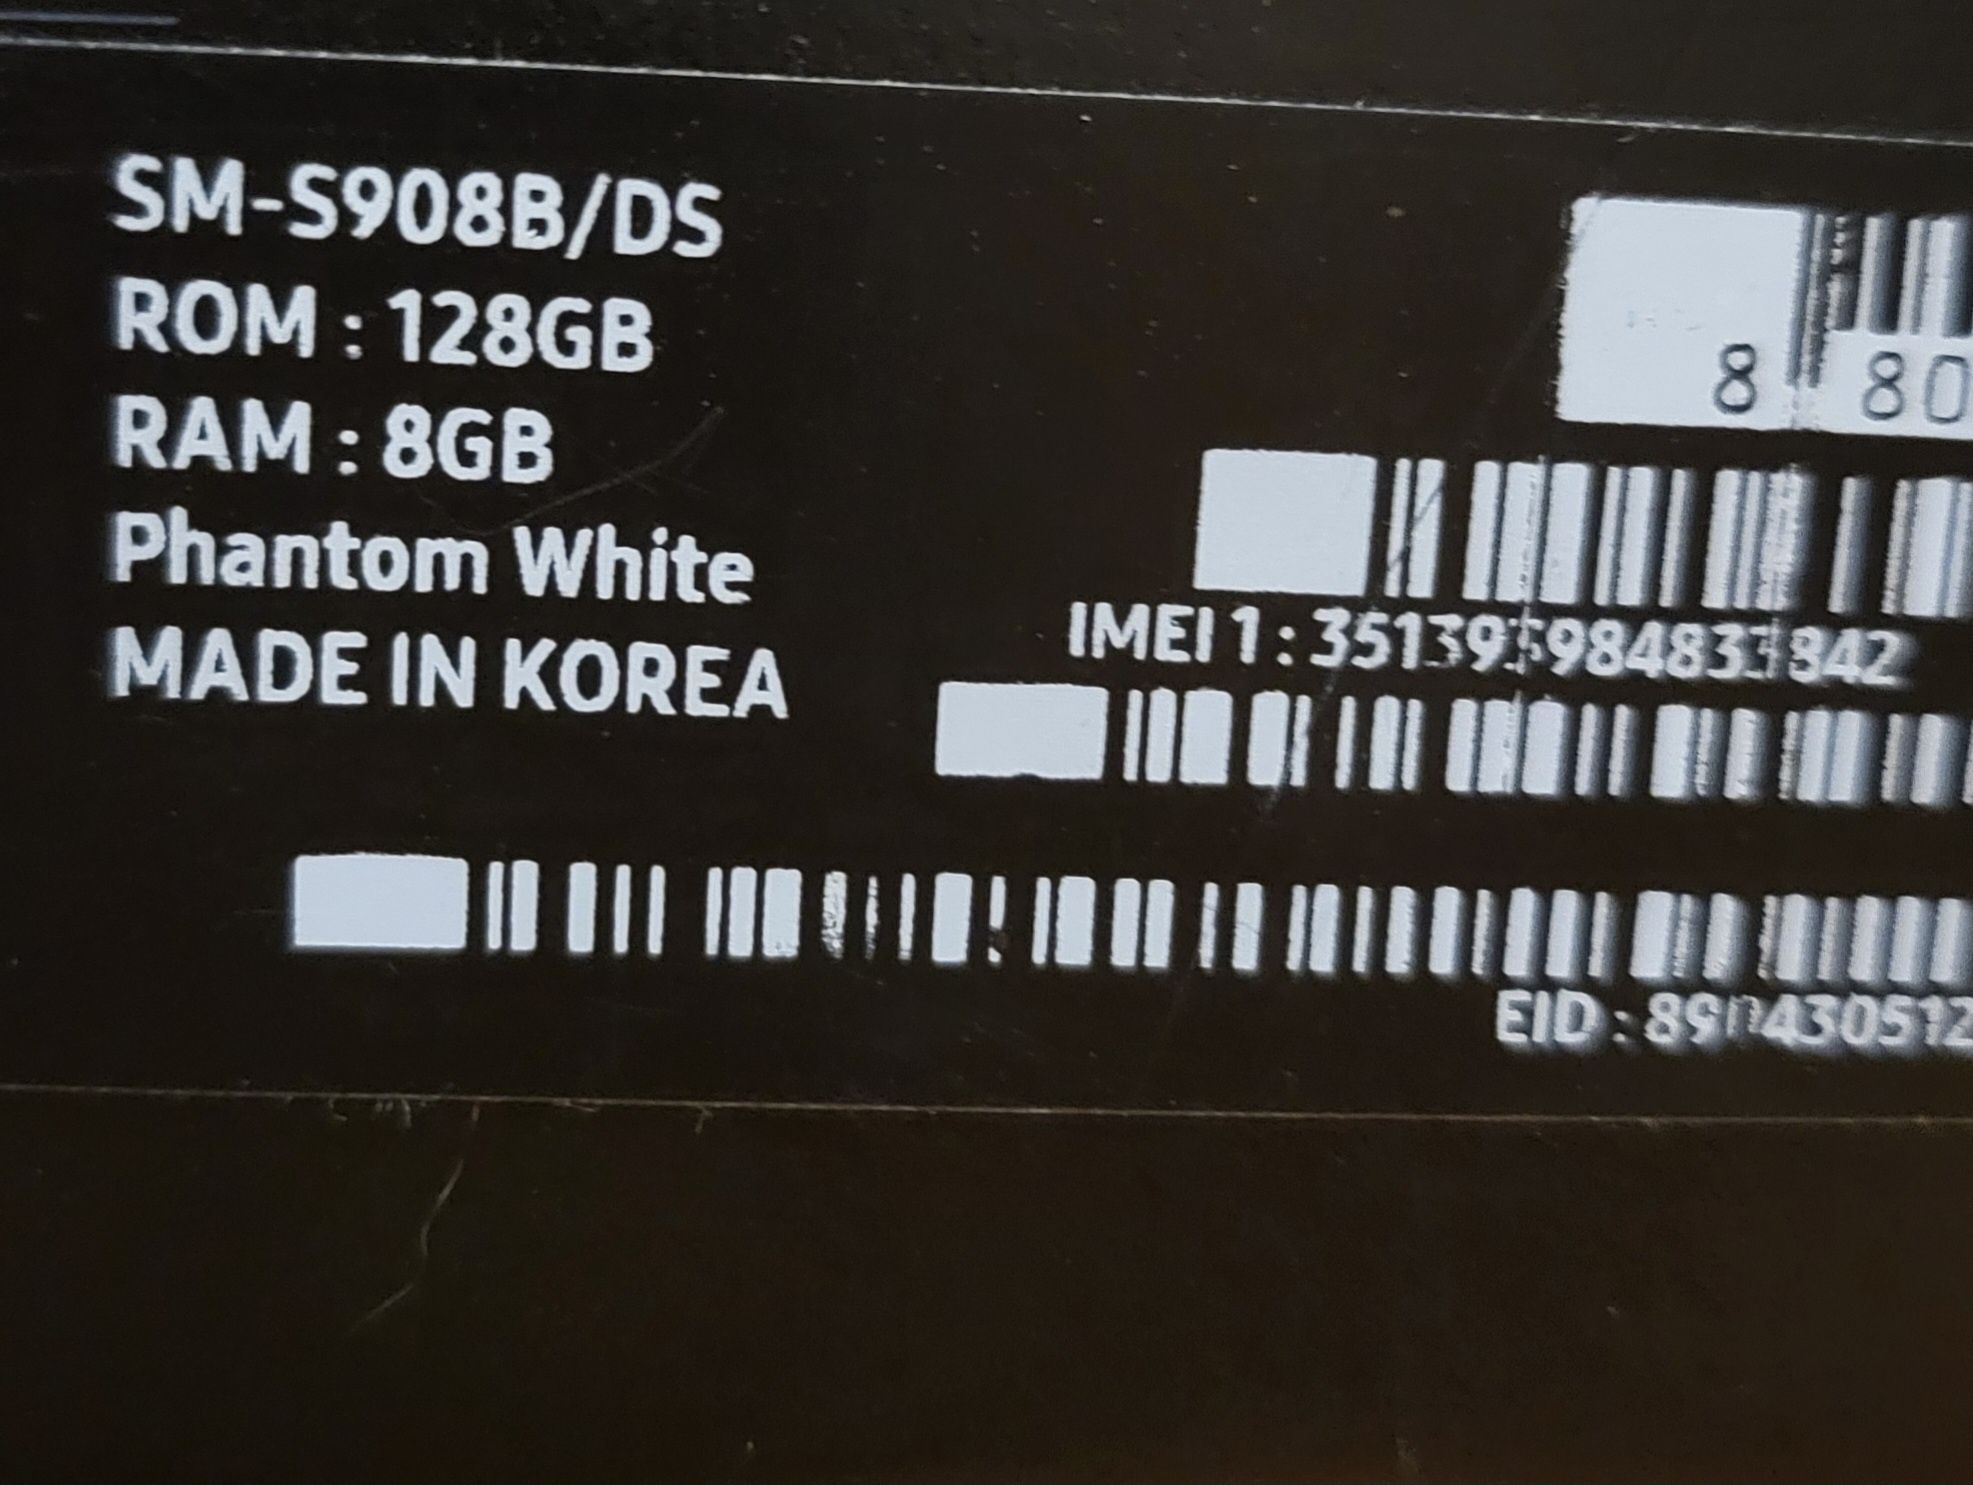 SM-S908B/DS
ROM : 128GB
RAM : 8GB
Phantom White
MADE IN KOREA
8 80
IMEI 1 :
EID :